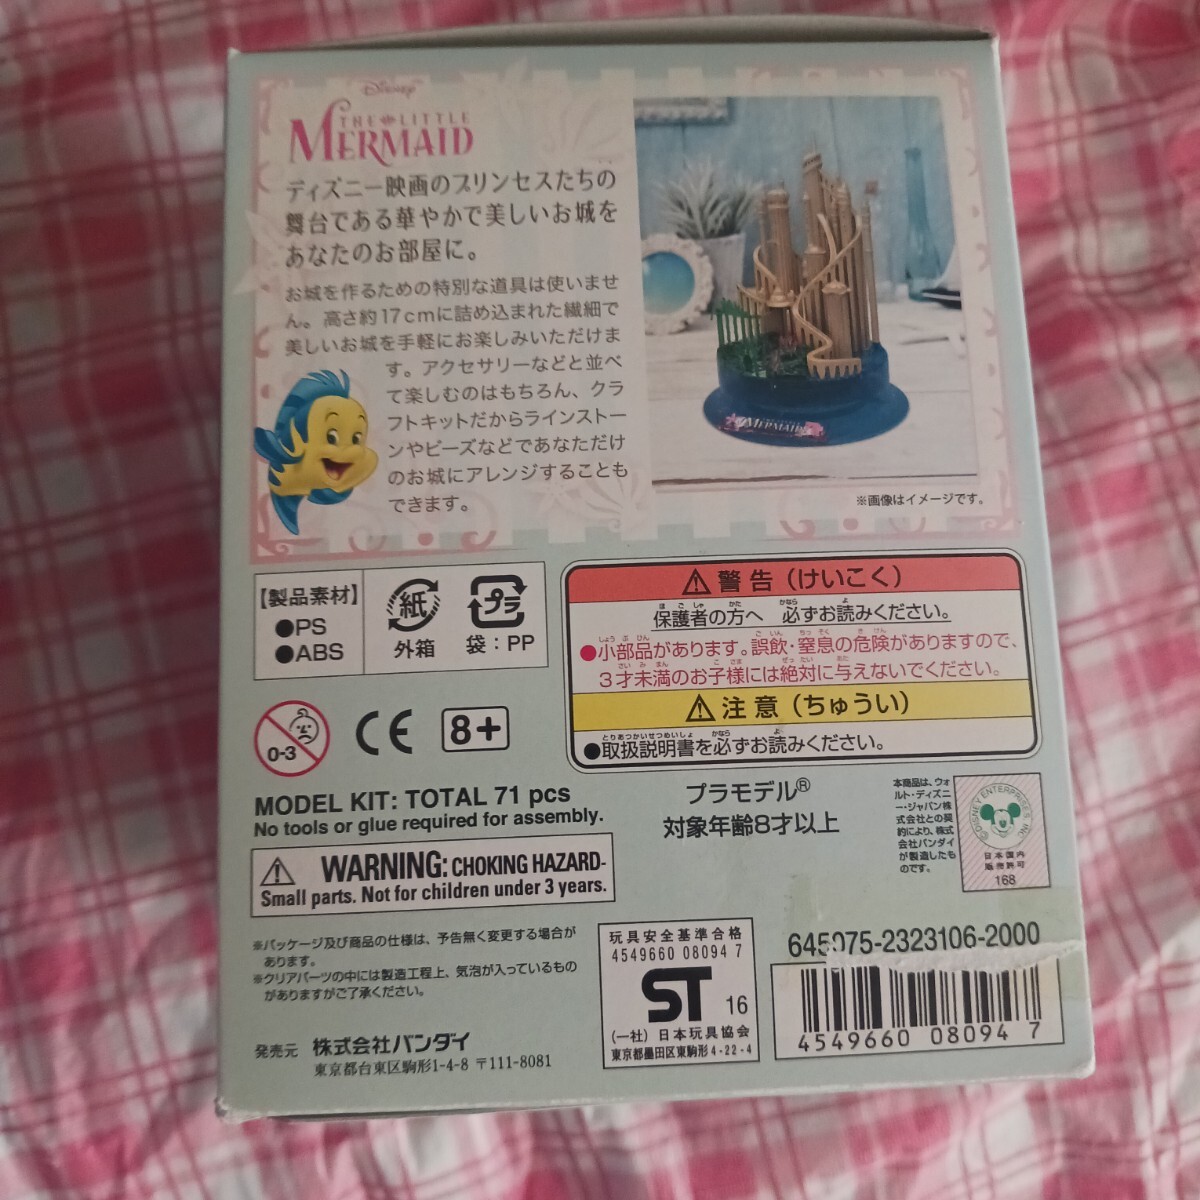 Disney
THE LITTLE
MERMAID
ディズニー映画のプリンセスたちの
舞台である華やかで美しいお城を
あなたのお部屋に。
お城を作るための特別な道具は使いませ
ん。高さ約17cmに詰め込まれた繊細で
美しいお城を手軽にお楽しみいただけま
す。アクセサリーなどと並べ
て楽しむのはもちろん、クラ
フトキットだからラインストー
ンやビーズなどであなただけ
のお城にアレンジすることも
できます。
MERMAID
※画像はイメージです。
【製品素材】
●PS
●ABS
紙
外箱
プラ
袋：PP
警告（けいこく）
保護者の方へ 必ずお読みください。
●小部品があります。誤飲・窒息の危険がありますので、
3才未満のお子様には絶対に与えないでください。
注意（ちゅうい）
●取扱説明書を必ずお読みください。
0-3
CE
8+
MODEL KIT: TOTAL 71 pcs
No tools or glue required for assembly.
WARNING: CHOKING HAZARD-
Small parts. Not for children under 3 years.
プラモデル®
対象年齢8才以上
本商品は、ウォ
ルト・ディズニ
ー・ジャパン株
式会社との契
約により、株式
会社バンダイ
が製造したも
のです。
©DISNEY ENTERPRISES, INC.
日本国内
販売許可
168
※パッケージ及び商品の仕様は、予告無く変更する場合が
あります。
※クリアパーツの中には製造工程上、気泡が入っているもの
がありますがご了承ください。
発売元 株式会社バンダイ
東京都台東区駒形1-4-8 〒111-8081
玩具安全基準合格
4549660 08094 7
ST 16
（一社）日本玩具協会
東京都墨田区東駒形4-22-4
645075-2323106-2000
4549660 080947